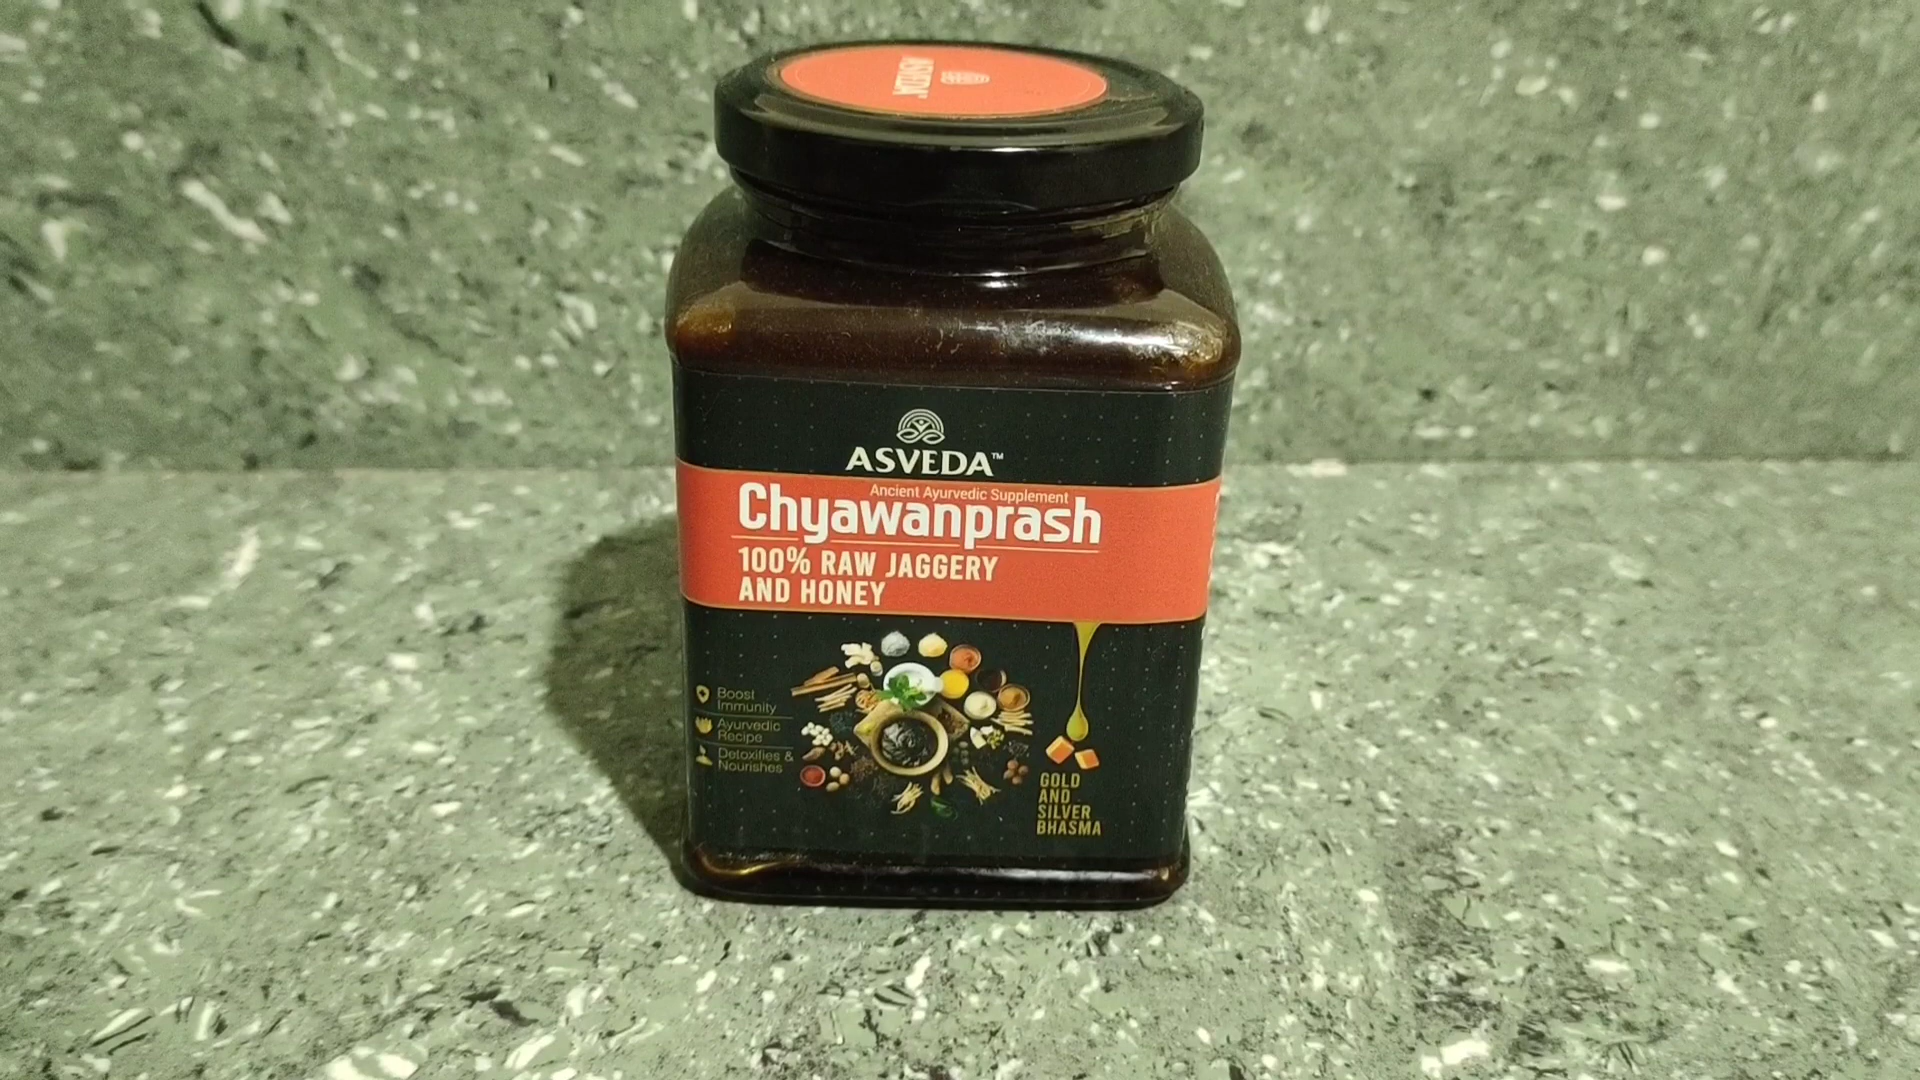 ASVEDA
ASVEDA™
Ancient Ayurvedic Supplement
Chyawanprash
100% RAW JAGGERY
AND HONEY
Boost
Immunity
Ayurvedic
Recipe
Detoxifies &
Nourishes
GOLD
AND
SILVER
BHASMA